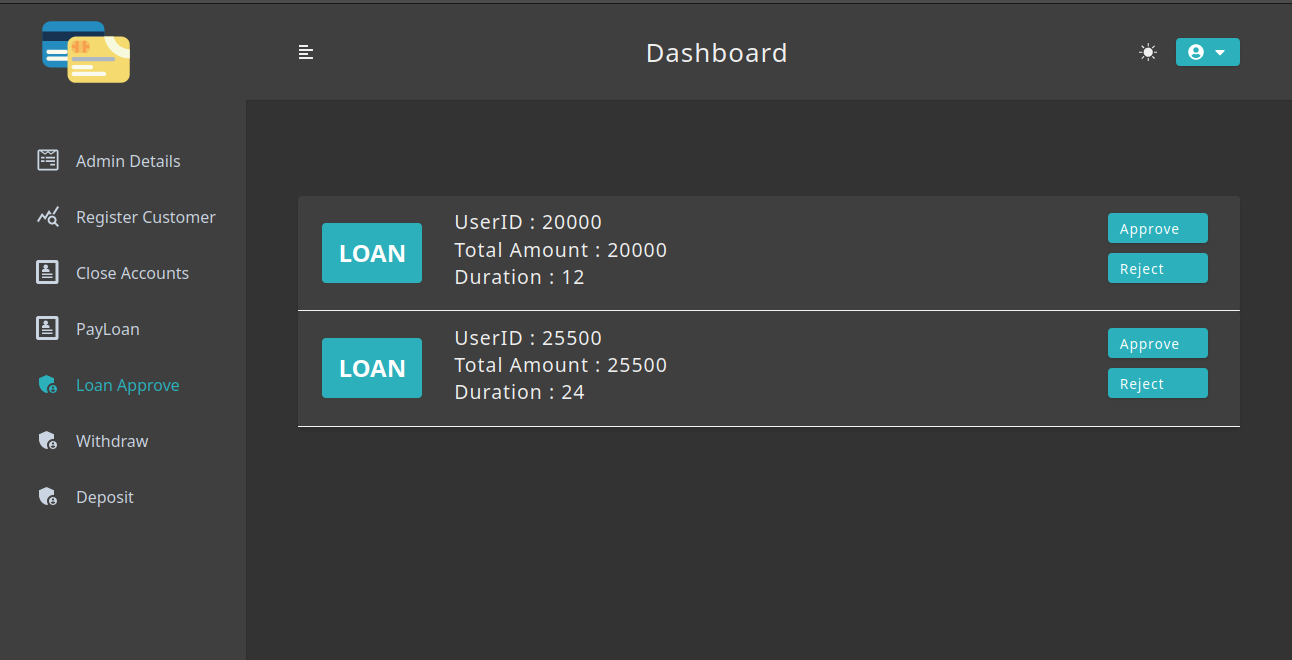 Dashboard
Admin Details
Register Customer
Close Accounts
PayLoan
Loan Approve
Withdraw
Deposit
LOAN
UserID : 20000
Total Amount : 20000
Duration : 12
Approve
Reject
LOAN
UserID : 25500
Total Amount : 25500
Duration : 24
Approve
Reject